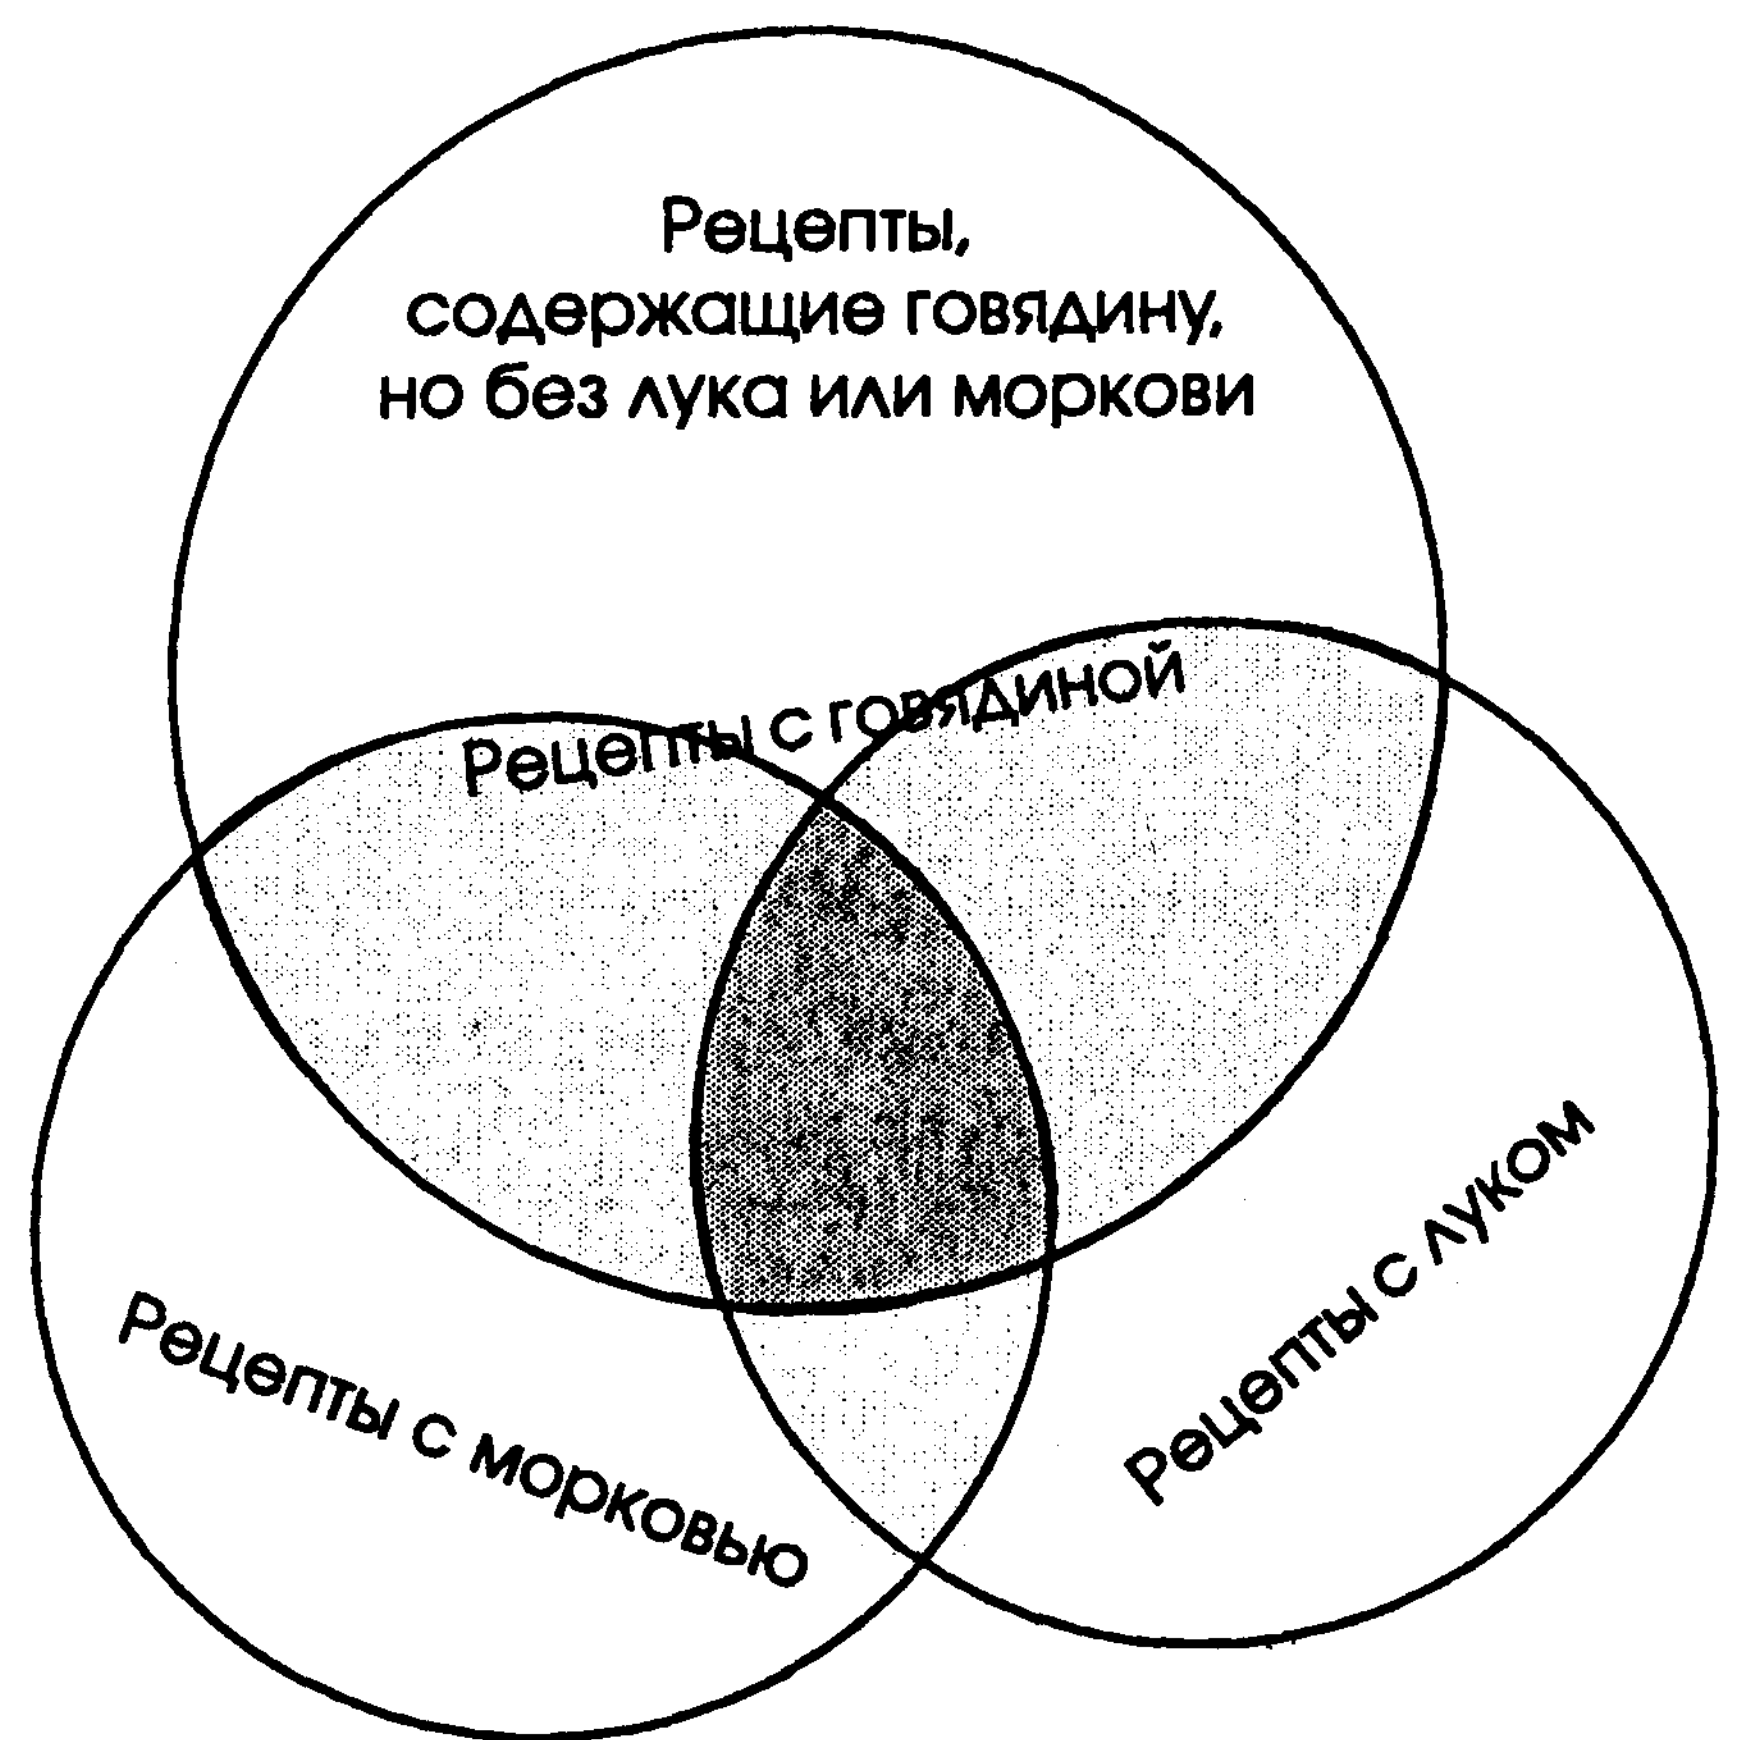 Рецепты,
содержащие говядину,
но без лука или моркови
Рецепты с говядиной
Рецепты с морковью
Рецепты с луком